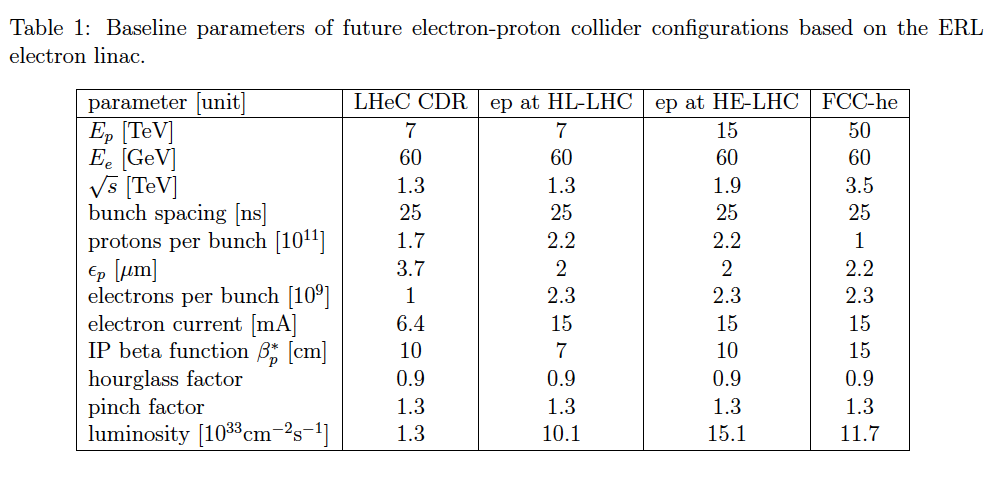 Table 1: Baseline parameters of future electron-proton collider configurations based on the ERL
electron linac.
parameter [unit] LHeC CDR ep at HL-LHC ep at HE-LHC FCC-he
E_p [TeV] 7 7 15 50
E_e [GeV] 60 60 60 60
√s [TeV] 1.3 1.3 1.9 3.5
bunch spacing [ns] 25 25 25 25
protons per bunch [10^11] 1.7 2.2 2.2 1
ϵ_p [μm] 3.7 2 2 2.2
electrons per bunch [10^9] 1 2.3 2.3 2.3
electron current [mA] 6.4 15 15 15
IP beta function β*_p [cm] 10 7 10 15
hourglass factor 0.9 0.9 0.9 0.9
pinch factor 1.3 1.3 1.3 1.3
luminosity [10^33cm^−2s^−1] 1.3 10.1 15.1 11.7